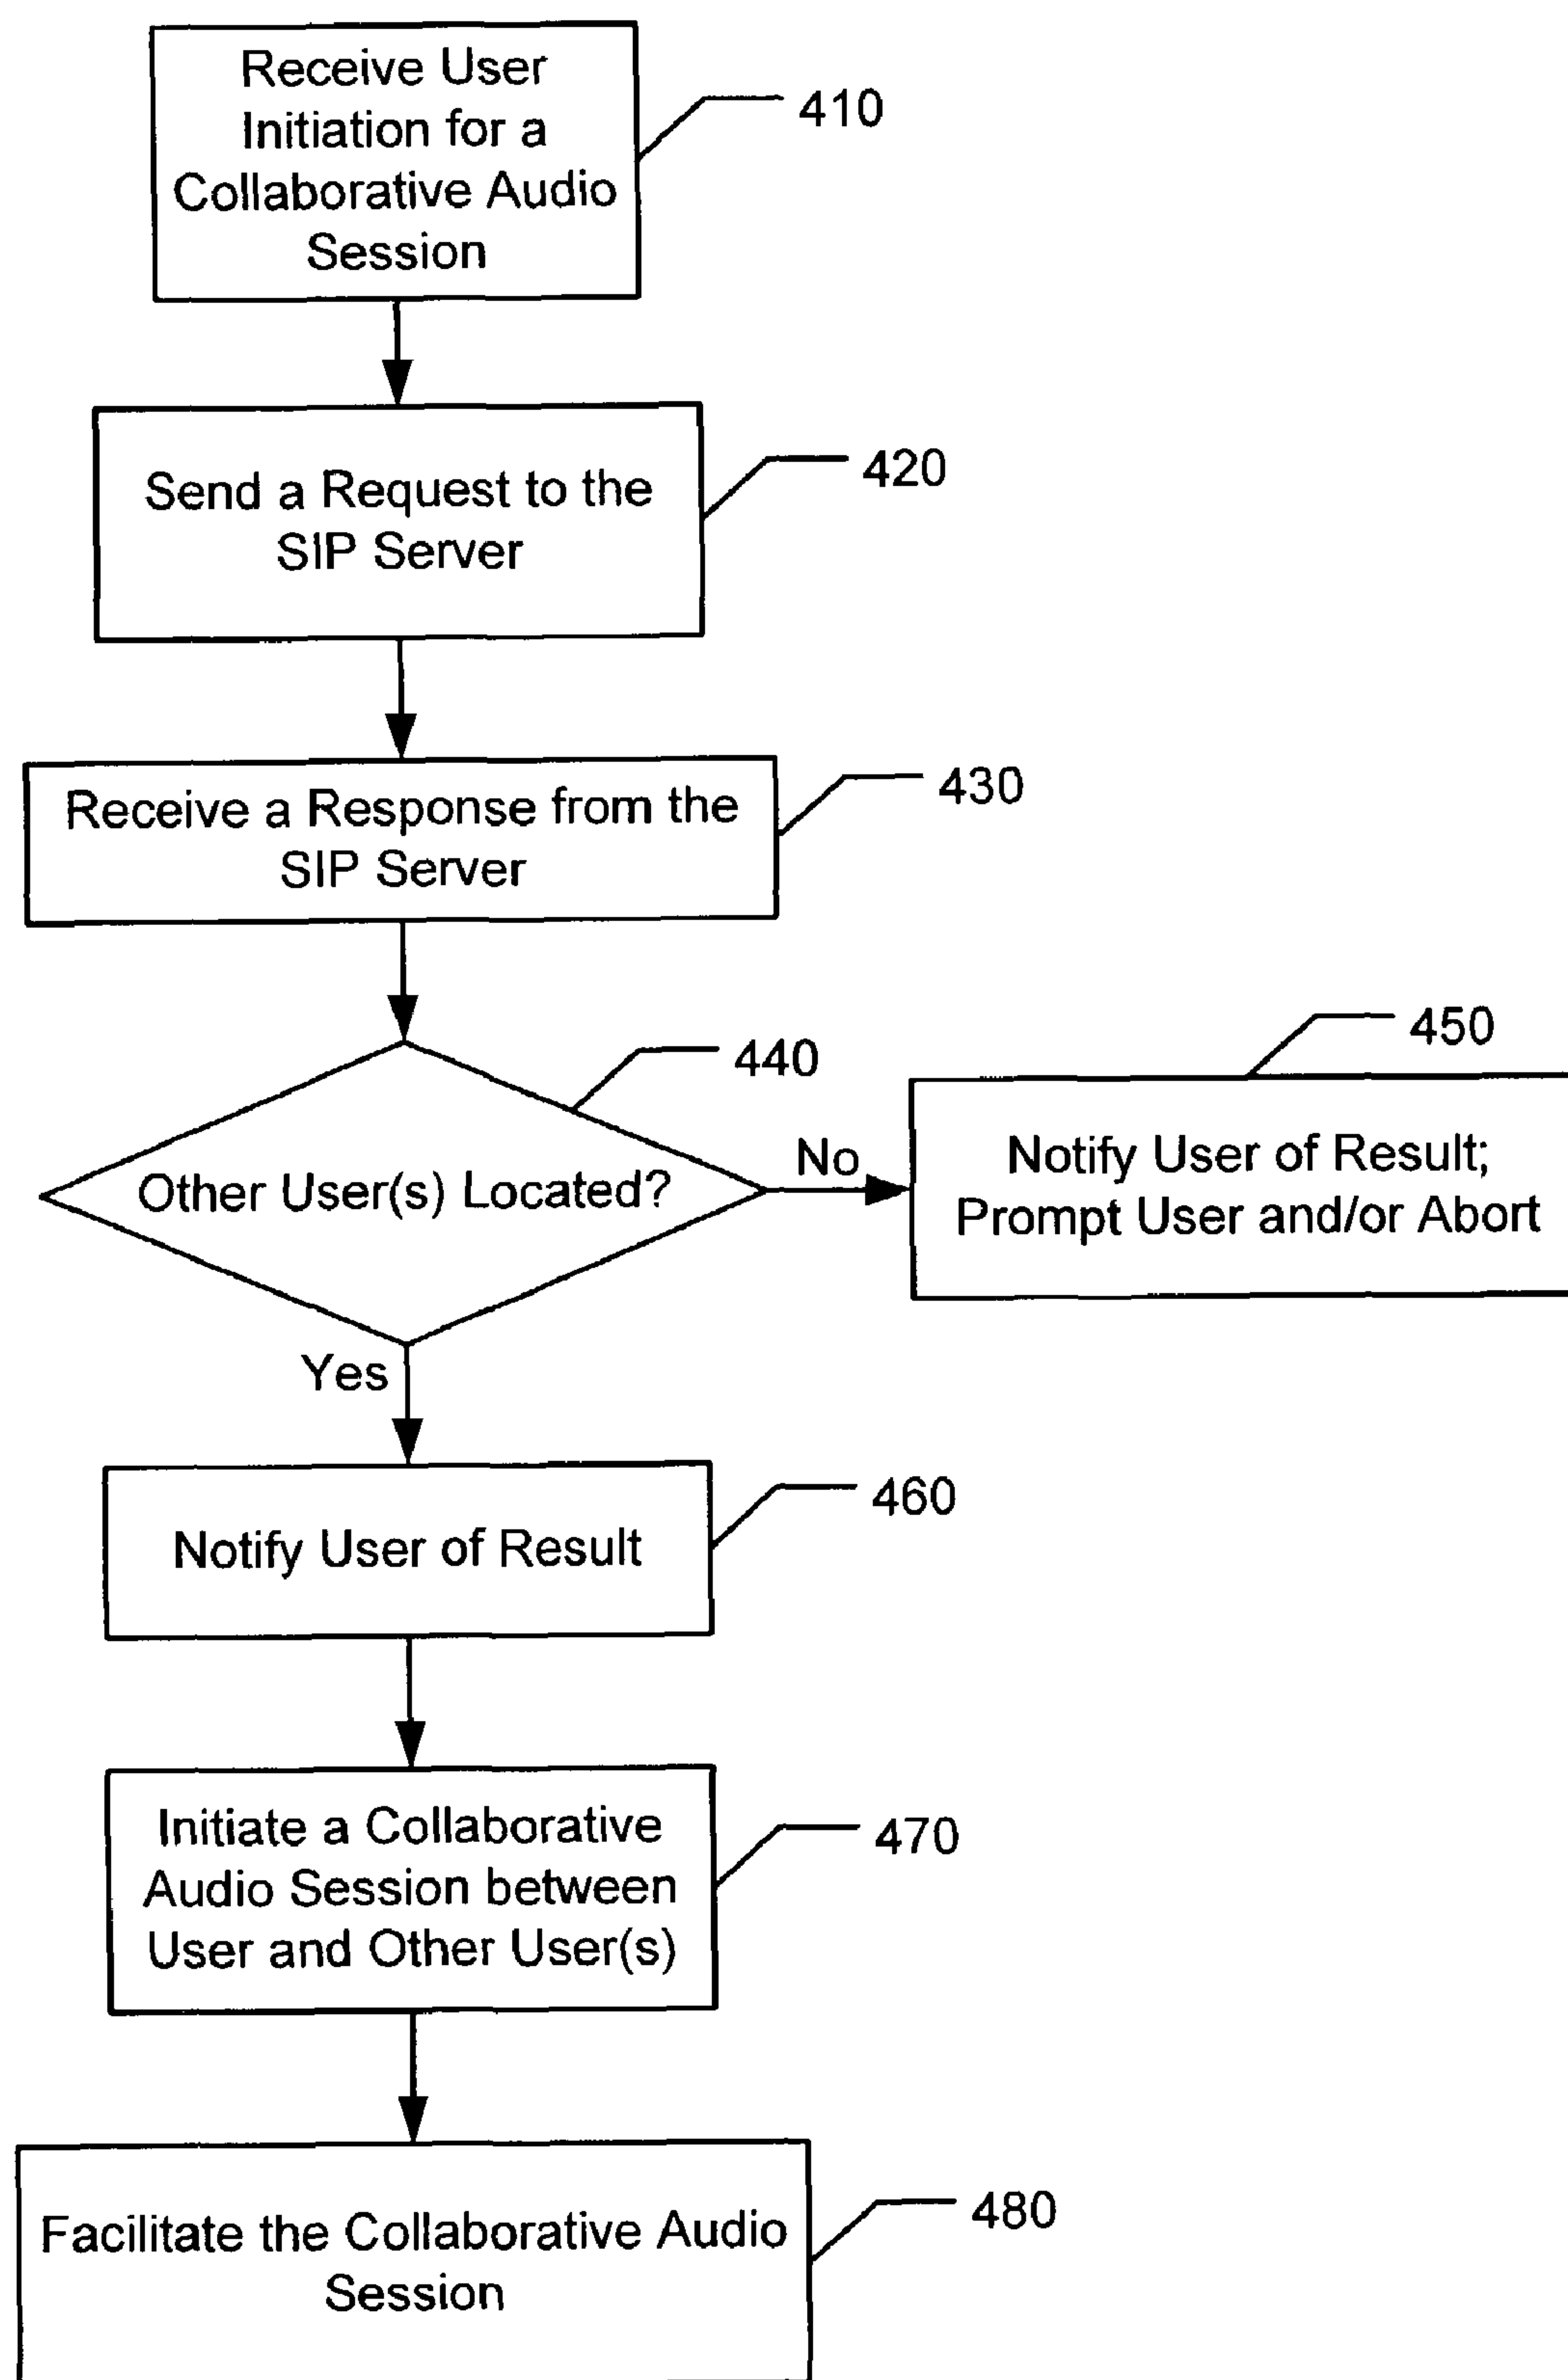 Receive User
Initiation for a
Collaborative Audio
Session
410
Send a Request to the
SIP Server
420
Receive a Response from the
SIP Server
430
Other User(s) Located?
440
No
450
Notify User of Result;
Prompt User and/or Abort
Yes
Notify User of Result
460
Initiate a Collaborative
Audio Session between
User and Other User(s)
470
Facilitate the Collaborative Audio
Session
480